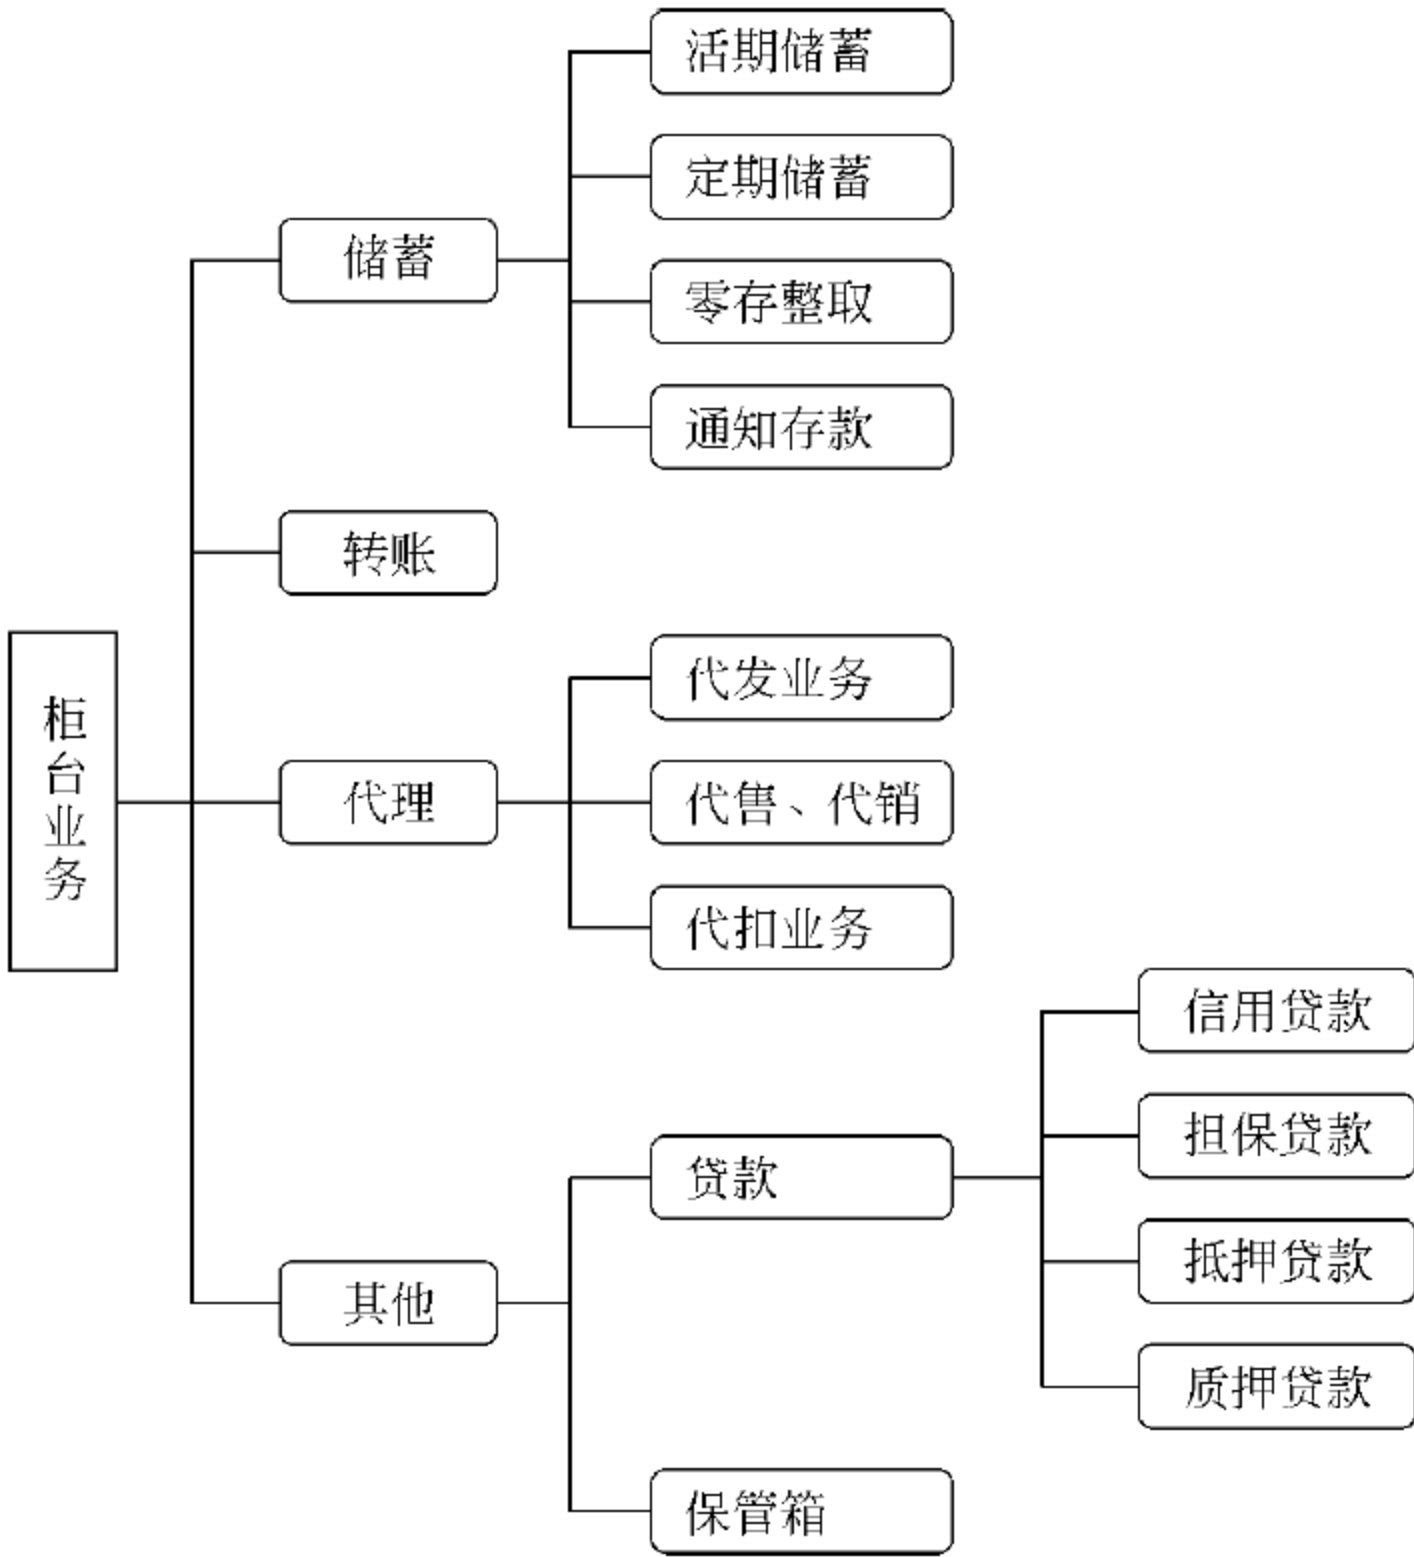 柜台业务
储蓄
活期储蓄
定期储蓄
零存整取
通知存款
转账
代理
代发业务
代售、代销
代扣业务
其他
贷款
信用贷款
担保贷款
抵押贷款
质押贷款
保管箱